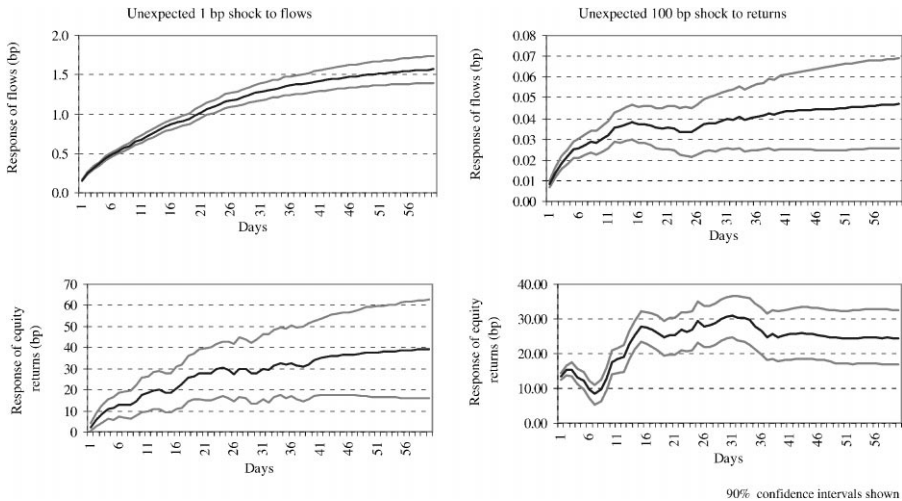 Unexpected 1 bp shock to flows
Response of flows (bp)
2.0
1.5
1.0
0.5
0.0
1 6 11 16 21 26 31 36 41 46 51 56
Days
Unexpected 100 bp shock to returns
Response of flows (bp)
0.08
0.07
0.06
0.05
0.04
0.03
0.02
0.01
0.00
1 6 11 16 21 26 31 36 41 46 51 56
Days
Response of equity
returns (bp)
70
60
50
40
30
20
10
0
1 6 11 16 21 26 31 36 41 46 51 56
Days
Response of equity
returns (bp)
40.00
30.00
20.00
10.00
0.00
1 6 11 16 21 26 31 36 41 46 51 56
Days
90% confidence intervals shown